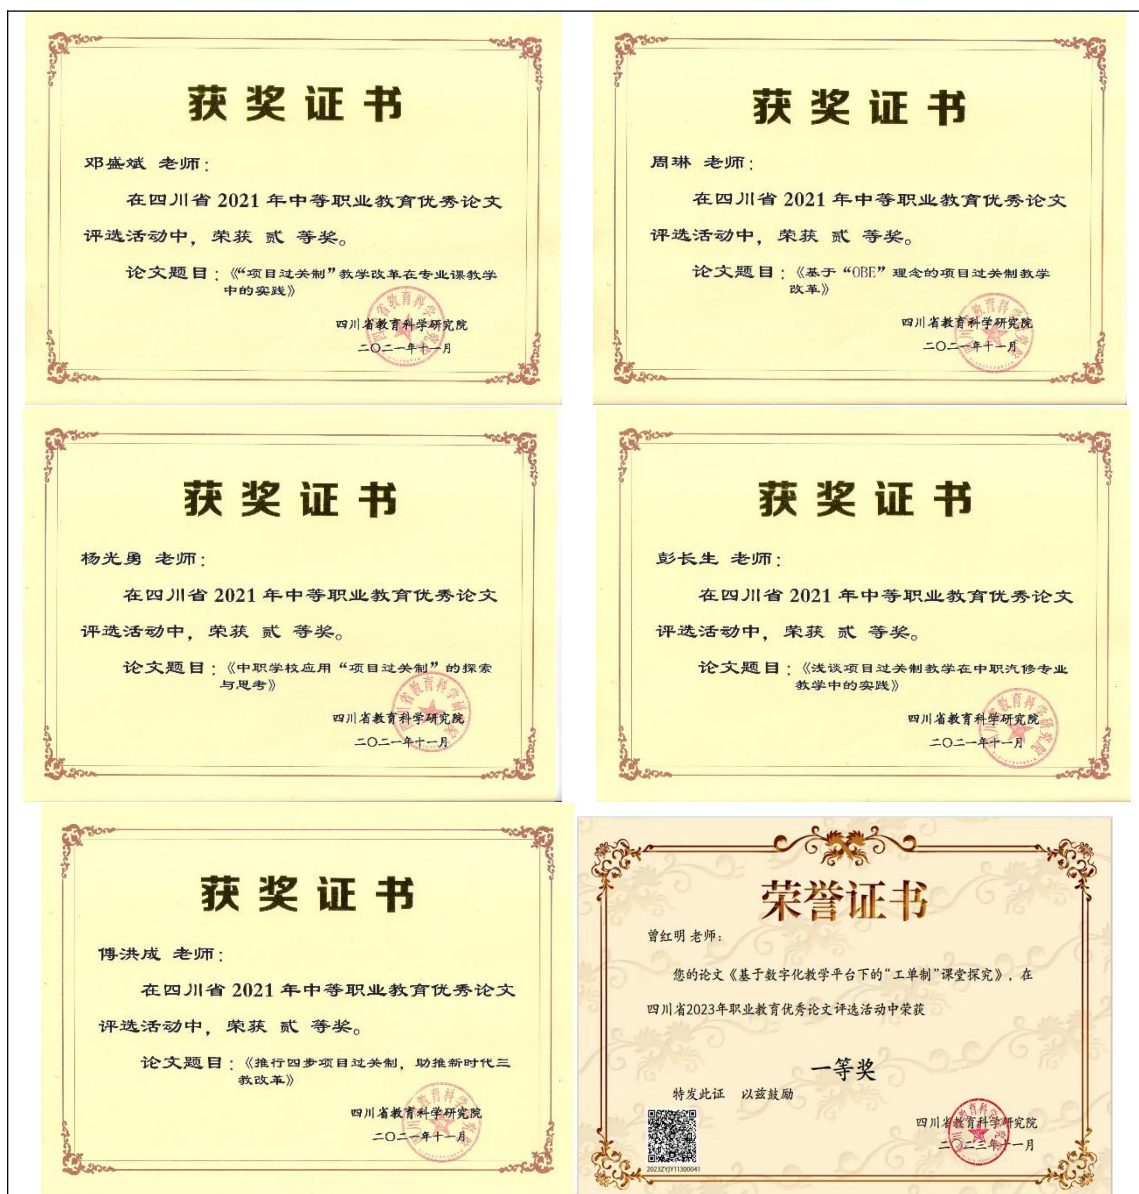 获奖证书
邓盛斌 老师：
在四川省 2021 年中等职业教育优秀论文
评选活动中，荣获 贰 等奖。
论文题目：《“项目过关制”教学改革在专业课教学
中的实践》
四川省教育科学研究院
二〇二一年十一月
获奖证书
周琳 老师：
在四川省 2021 年中等职业教育优秀论文
评选活动中，荣获 贰 等奖。
论文题目：《基于“OBE”理念的项目过关制教学
改革》
四川省教育科学研究院
二〇二一年十一月
获奖证书
杨光勇 老师：
在四川省 2021 年中等职业教育优秀论文
评选活动中，荣获 贰 等奖。
论文题目：《中职学校应用“项目过关制”的探索
与思考》
四川省教育科学研究院
二〇二一年十一月
获奖证书
彭长生 老师：
在四川省 2021 年中等职业教育优秀论文
评选活动中，荣获 贰 等奖。
论文题目：《浅谈项目过关制教学在中职汽修专业
教学中的实践》
四川省教育科学研究院
二〇二一年十一月
获奖证书
傅洪成 老师：
在四川省 2021 年中等职业教育优秀论文
评选活动中，荣获 贰 等奖。
论文题目：《推行四步项目过关制，助推新时代三
教改革》
四川省教育科学研究院
二〇二一年十一月
荣誉证书
曾红明 老师：
您的论文《基于数字化教学平台下的“工单制”课堂探究》，在
四川省2023年职业教育优秀论文评选活动中荣获
一等奖
特发此证 以兹鼓励
四川省教育科学研究院
二〇二三年十一月
2023ZYJY11300041